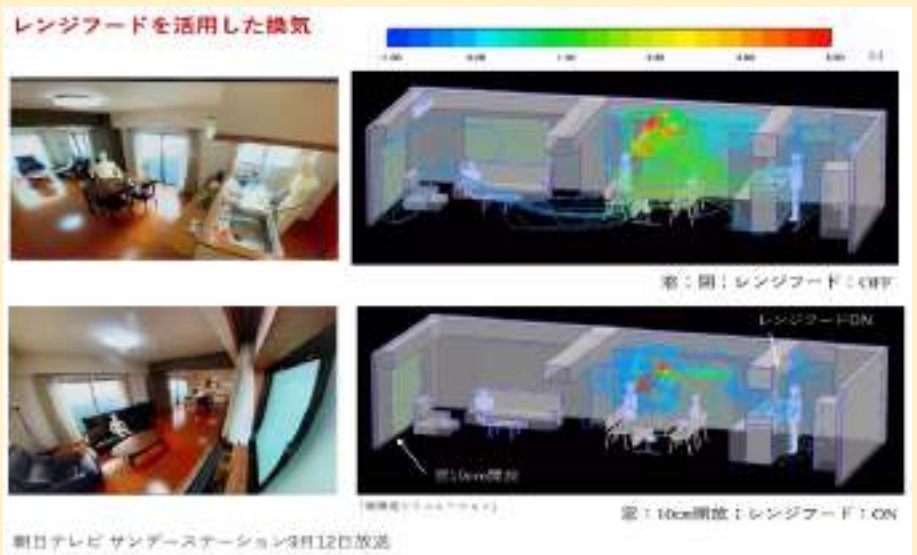 レンジフードを活用した換気
窓：開；レンジフード：OFF
レンジフードON
窓10cm開放
窓：10cm開放；レンジフード：ON
朝日テレビ サンデーステーション9月12日放送